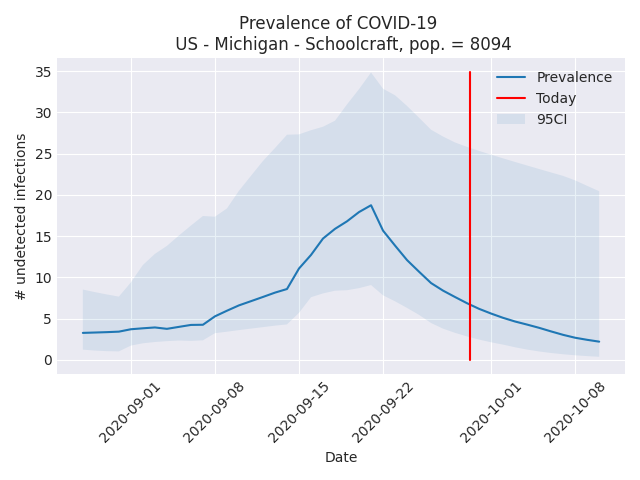 Prevalence of COVID-19
US - Michigan - Schoolcraft, pop. = 8094
Prevalence
Today
95CI
# undetected infections
35
30
25
20
15
10
5
0
2020-09-01
2020-09-08
2020-09-15
2020-09-22
2020-10-01
2020-10-08
Date